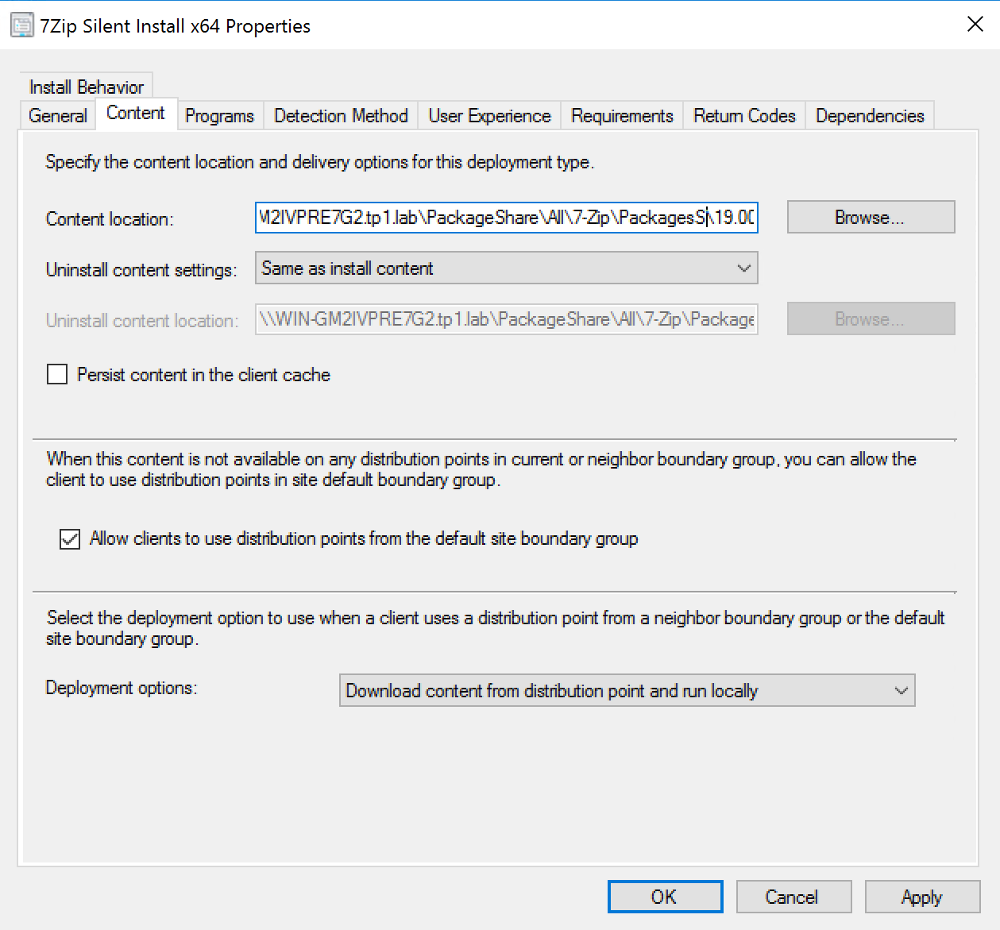 7Zip Silent Install x64 Properties
Install Behavior
General Content Programs Detection Method User Experience Requirements Return Codes Dependencies
Specify the content location and delivery options for this deployment type.
Content location: M2IVPRE7G2.tp1.lab\PackageShare\All\7-Zip\PackagesS\19.00 Browse...
Uninstall content settings: Same as install content
Uninstall content location: \\WIN-GM2IVPRE7G2.tp1.lab\PackageShare\All\7-Zip\Package Browse...
Persist content in the client cache
When this content is not available on any distribution points in current or neighbor boundary group, you can allow the
client to use distribution points in site default boundary group.
Allow clients to use distribution points from the default site boundary group
Select the deployment option to use when a client uses a distribution point from a neighbor boundary group or the default
site boundary group.
Deployment options: Download content from distribution point and run locally
OK Cancel Apply